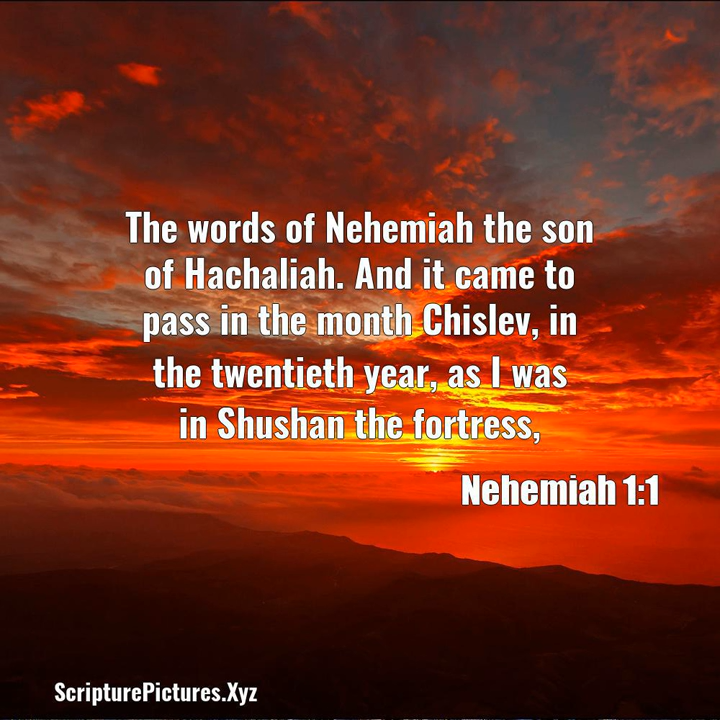 The words of Nehemiah the son
of Hachaliah. And it came to
pass in the month Chislev, in
the twentieth year, as I was
in Shushan the fortress,
Nehemiah 1:1
ScripturePictures.Xyz